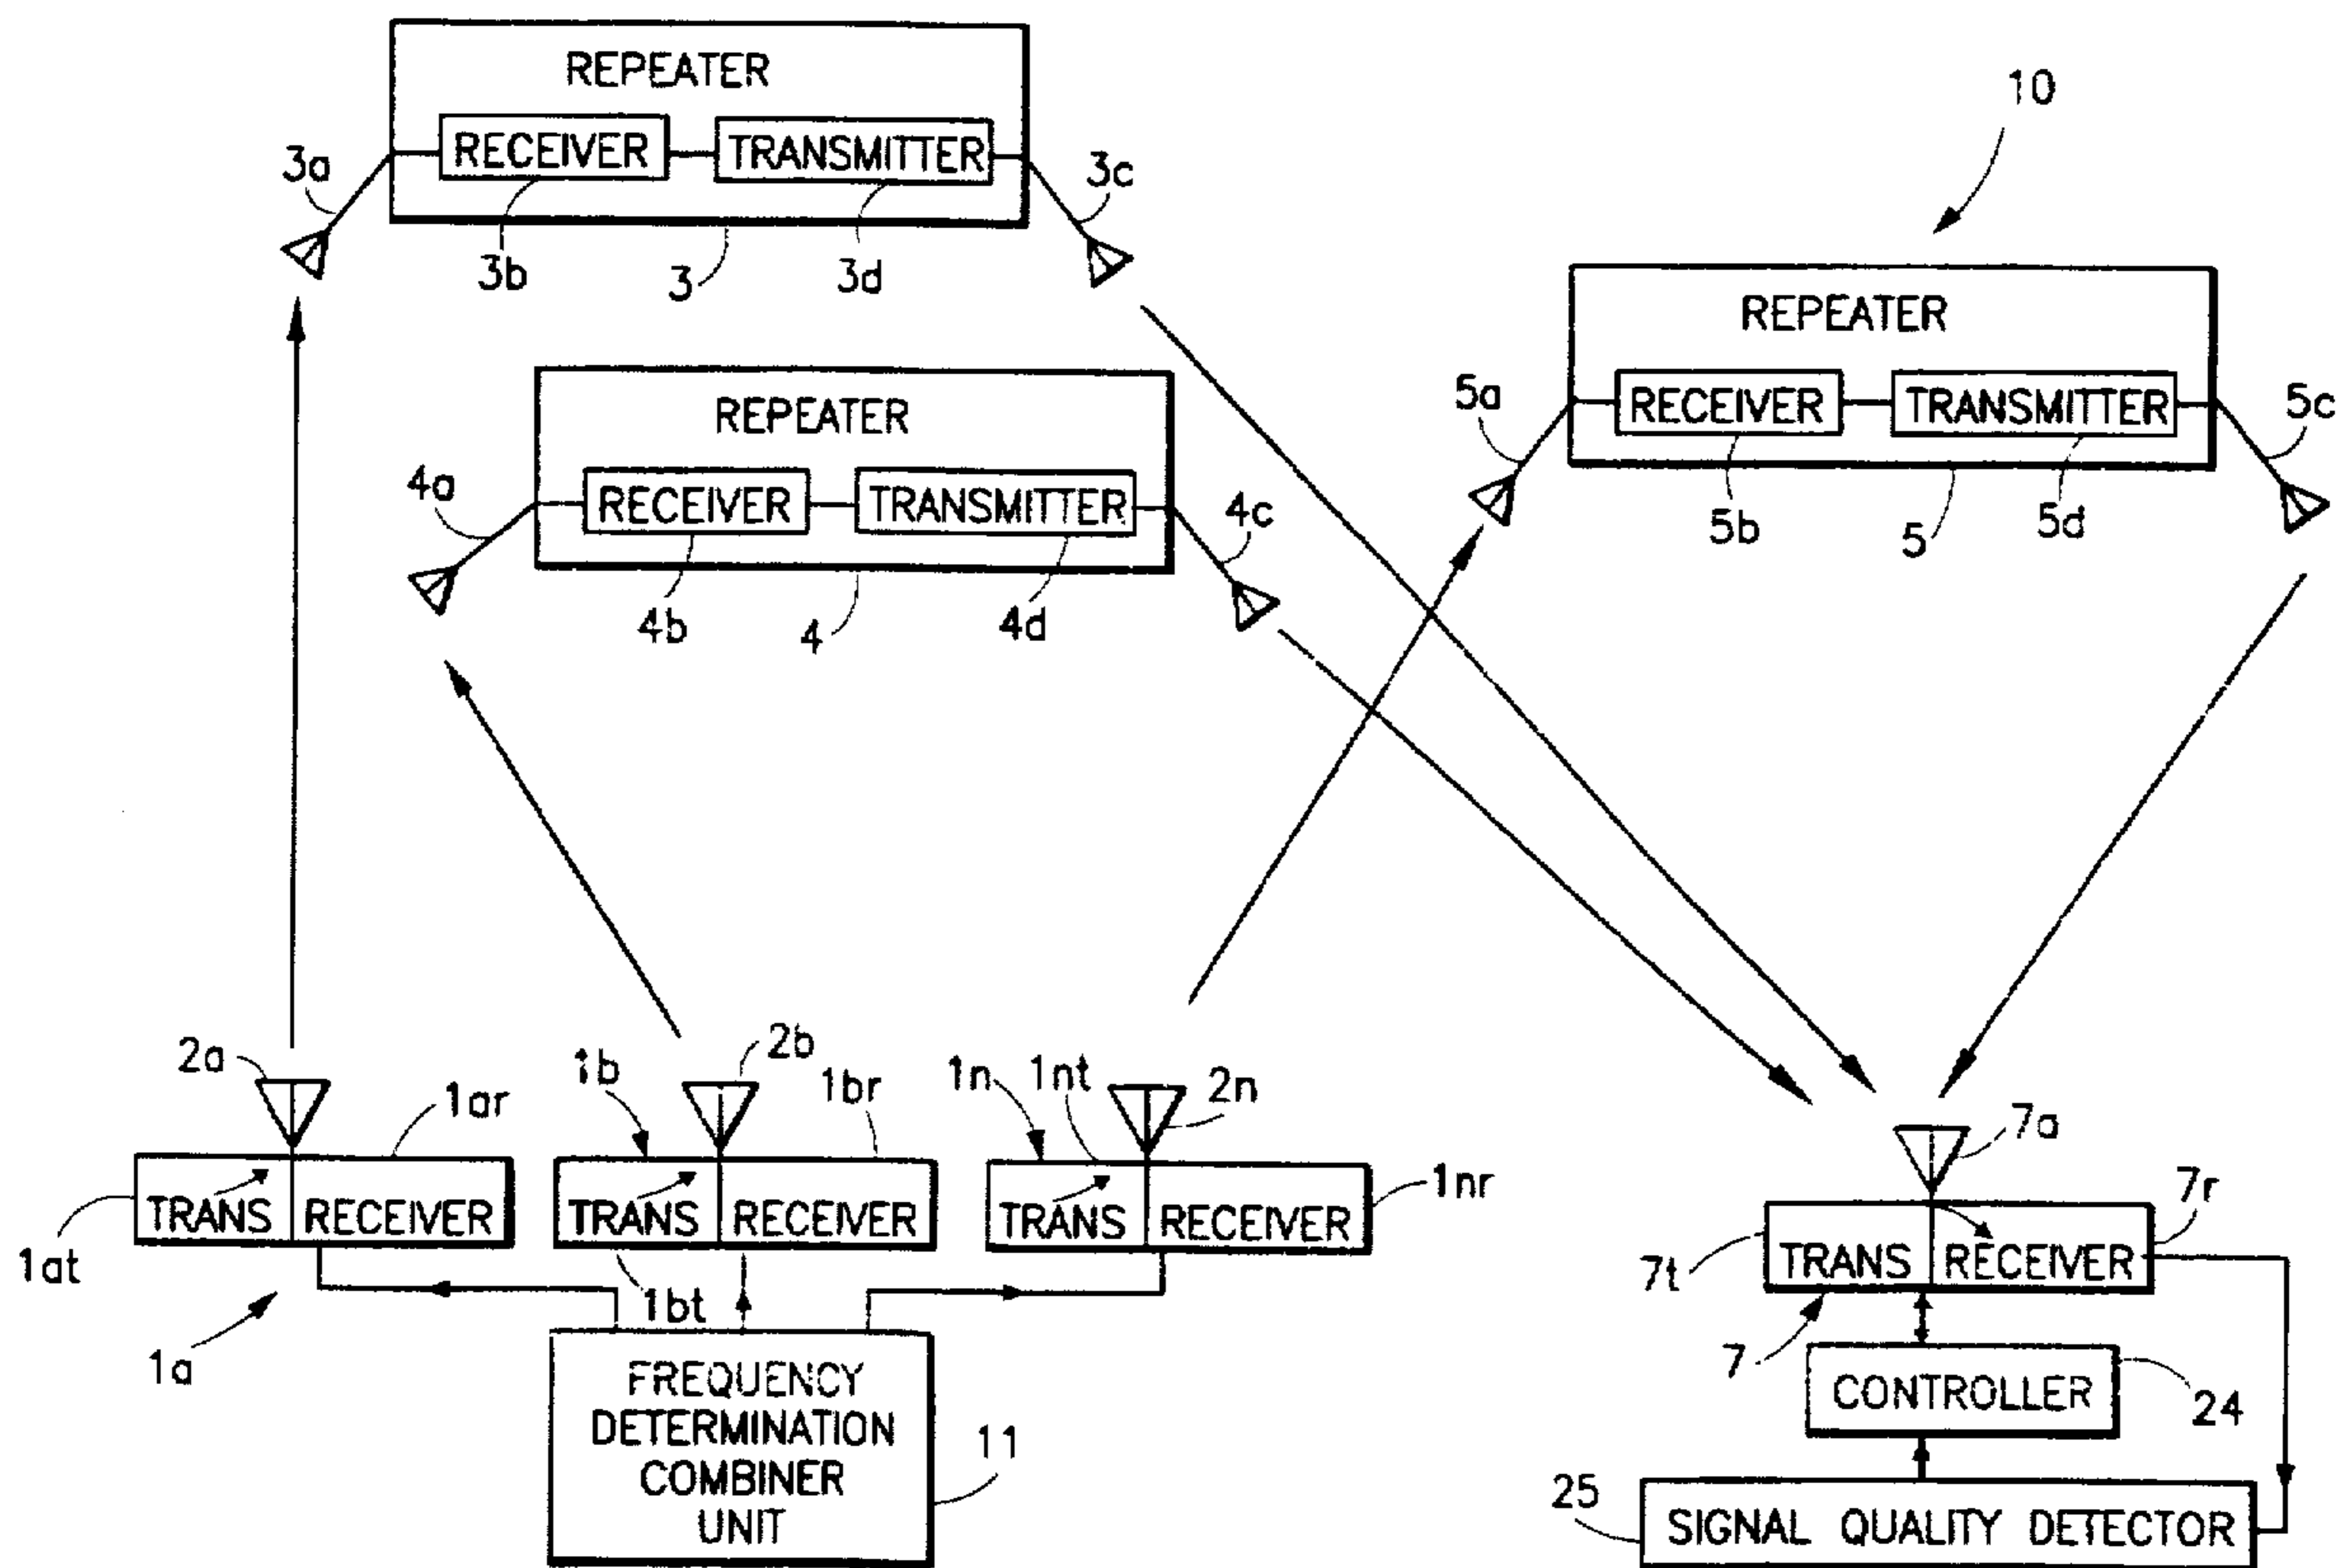 REPEATER
10
RECEIVER
TRANSMITTER
3a
3c
3b
3
3d
REPEATER
REPEATER
5a
RECEIVER
TRANSMITTER
5c
4a
RECEIVER
TRANSMITTER
4c
5b
5
5d
4b
4
4d
2a
1b
2b
1br
1n
1nt
2n
1ar
7a
1nr
7r
TRANS
RECEIVER
TRANS
RECEIVER
TRANS
RECEIVER
1at
7t
TRANS
RECEIVER
1bt
1a
7
FREQUENCY
DETERMINATION
COMBINER
UNIT
11
CONTROLLER
24
25
SIGNAL QUALITY DETECTOR